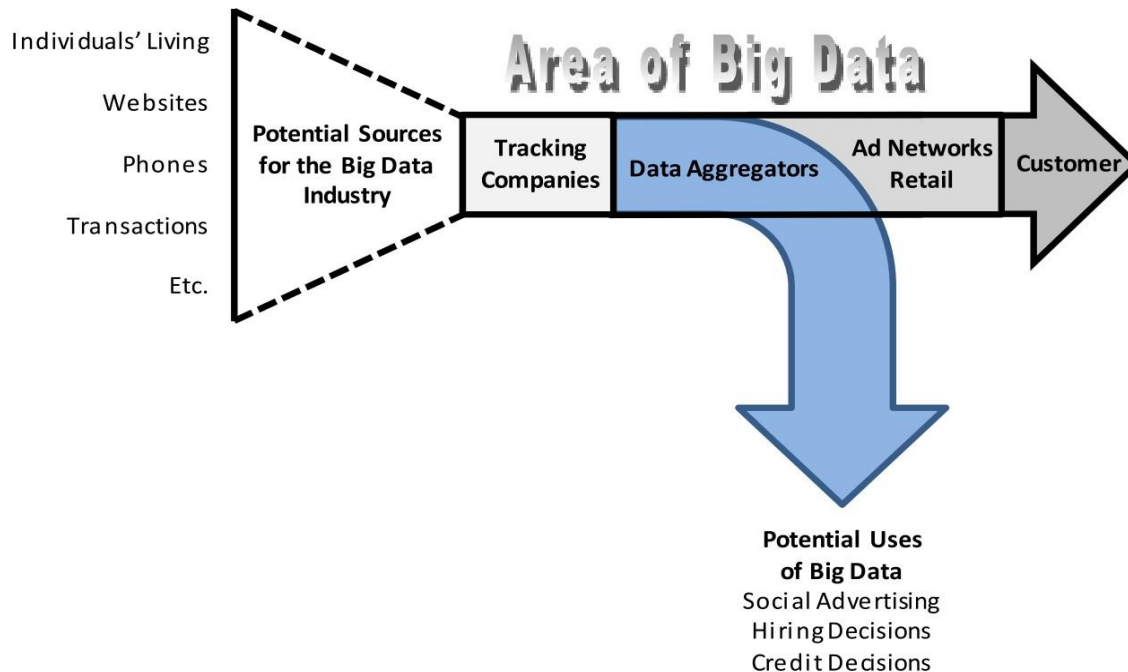 Area of Big Data
Individuals' Living
Websites
Phones
Transactions
Etc.
Potential Sources
for the Big Data
Industry
Tracking
Companies
Data Aggregators
Ad Networks
Retail
Customer
Potential Uses
of Big Data
Social Advertising
Hiring Decisions
Credit Decisions